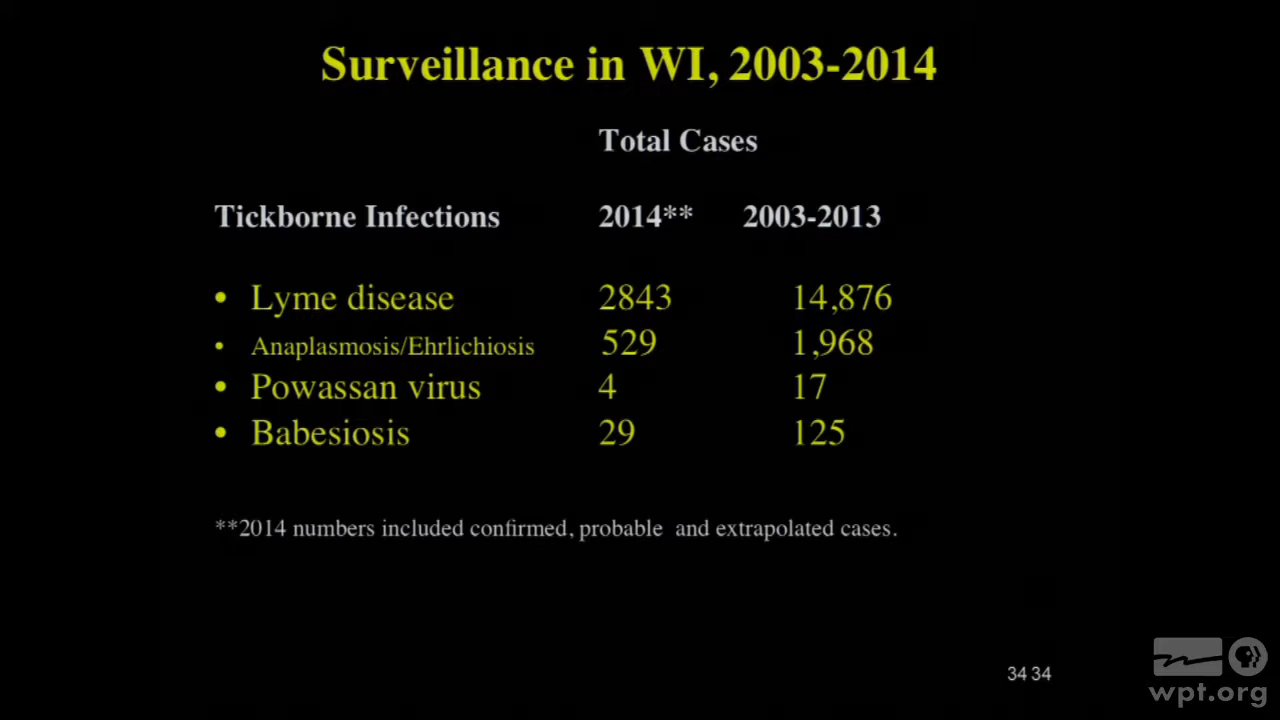 Surveillance in WI, 2003-2014
Total Cases
Tickborne Infections 2014** 2003-2013
• Lyme disease 2843 14,876
• Anaplasmosis/Ehrlichiosis 529 1,968
• Powassan virus 4 17
• Babesiosis 29 125
**2014 numbers included confirmed, probable and extrapolated cases.
34 34
wpt.org